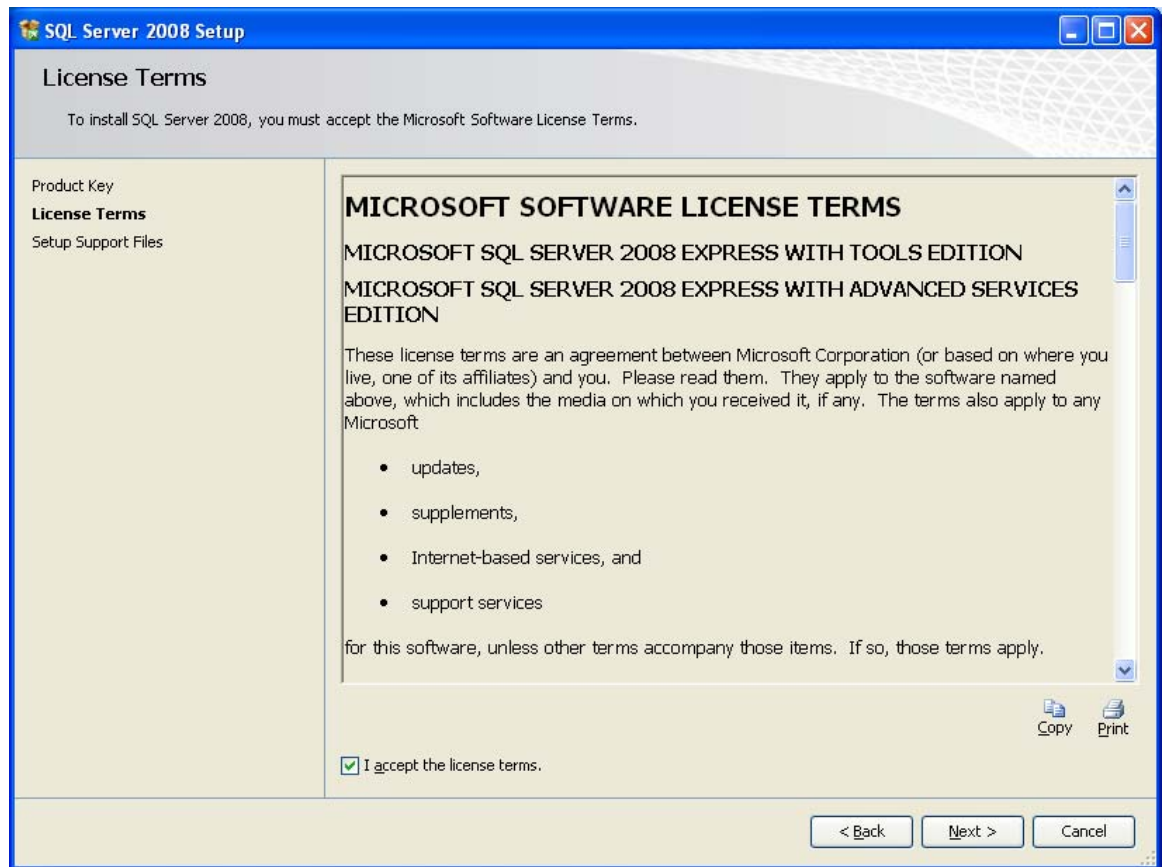 SQL Server 2008 Setup
License Terms
To install SQL Server 2008, you must accept the Microsoft Software License Terms.
Product Key
License Terms
Setup Support Files
MICROSOFT SOFTWARE LICENSE TERMS
MICROSOFT SQL SERVER 2008 EXPRESS WITH TOOLS EDITION
MICROSOFT SQL SERVER 2008 EXPRESS WITH ADVANCED SERVICES
EDITION
These license terms are an agreement between Microsoft Corporation (or based on where you
live, one of its affiliates) and you.  Please read them.  They apply to the software named
above, which includes the media on which you received it, if any.  The terms also apply to any
Microsoft
• updates,
• supplements,
• Internet-based services, and
• support services
for this software, unless other terms accompany those items.  If so, those terms apply.
Copy Print
I accept the license terms.
< Back Next > Cancel